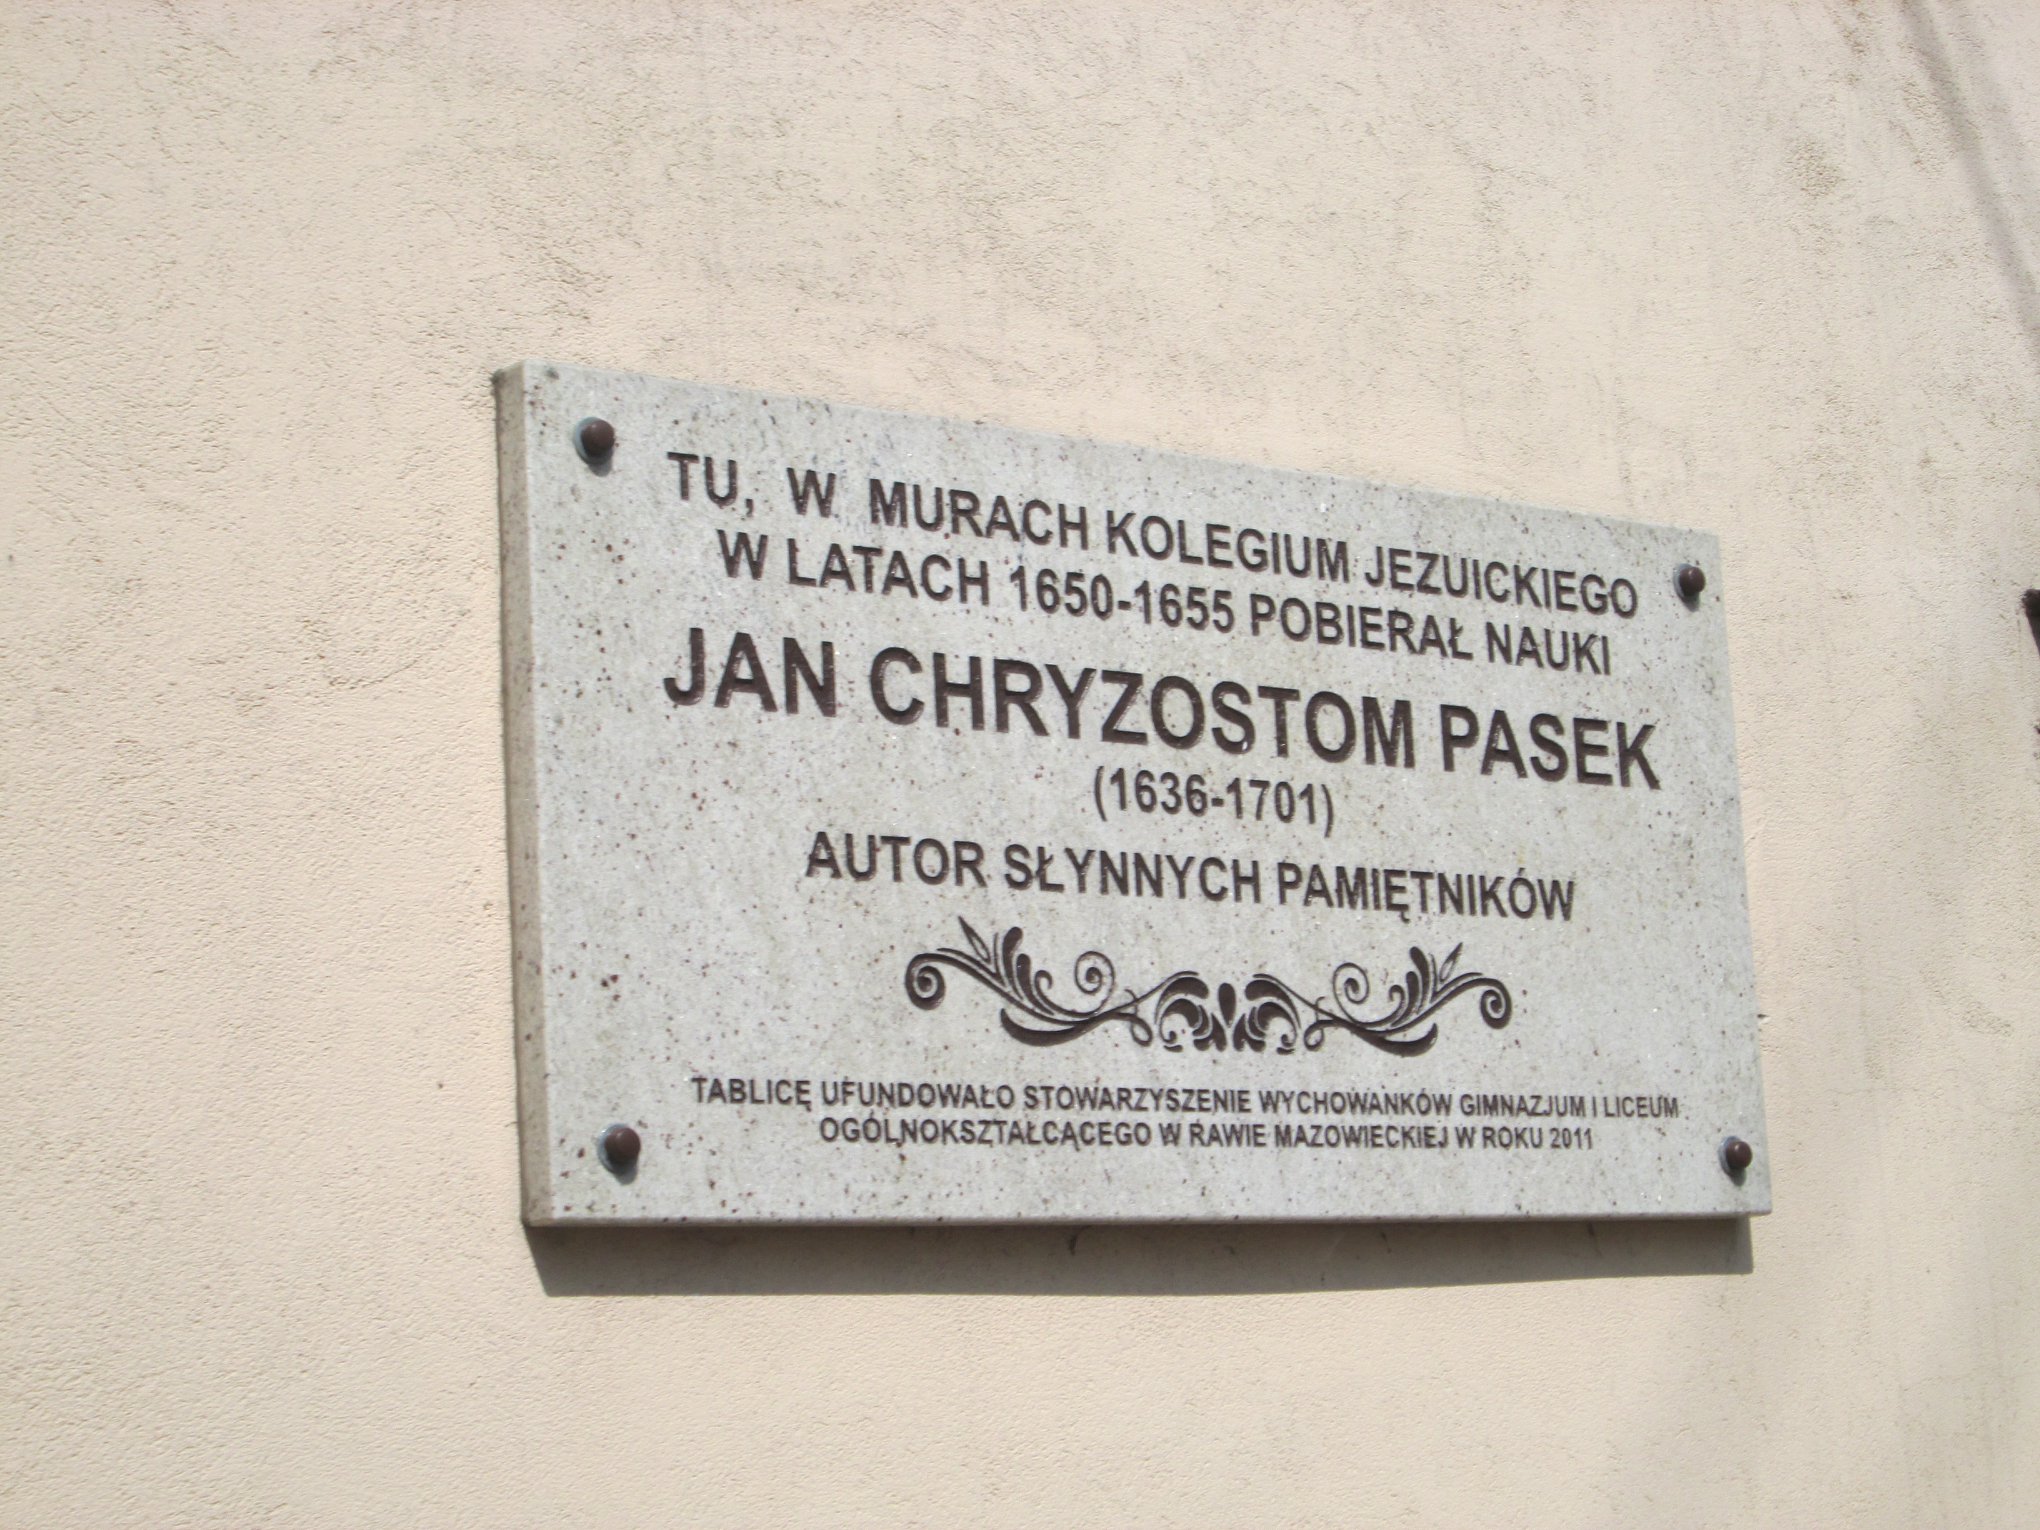 TU, W MURACH KOLEGIUM JEZUICKIEGO
W LATACH 1650-1655 POBIERAŁ NAUKI
JAN CHRYZOSTOM PASEK
(1636-1701)
AUTOR SŁYNNYCH PAMIĘTNIKÓW
TABLICĘ UFUNDOWAŁO STOWARZYSZENIE WYCHOWANKÓW GIMNAZJUM I LICEUM
OGÓLNOKSZTAŁCĄCEGO W RAWIE MAZOWIECKIEJ W ROKU 2011